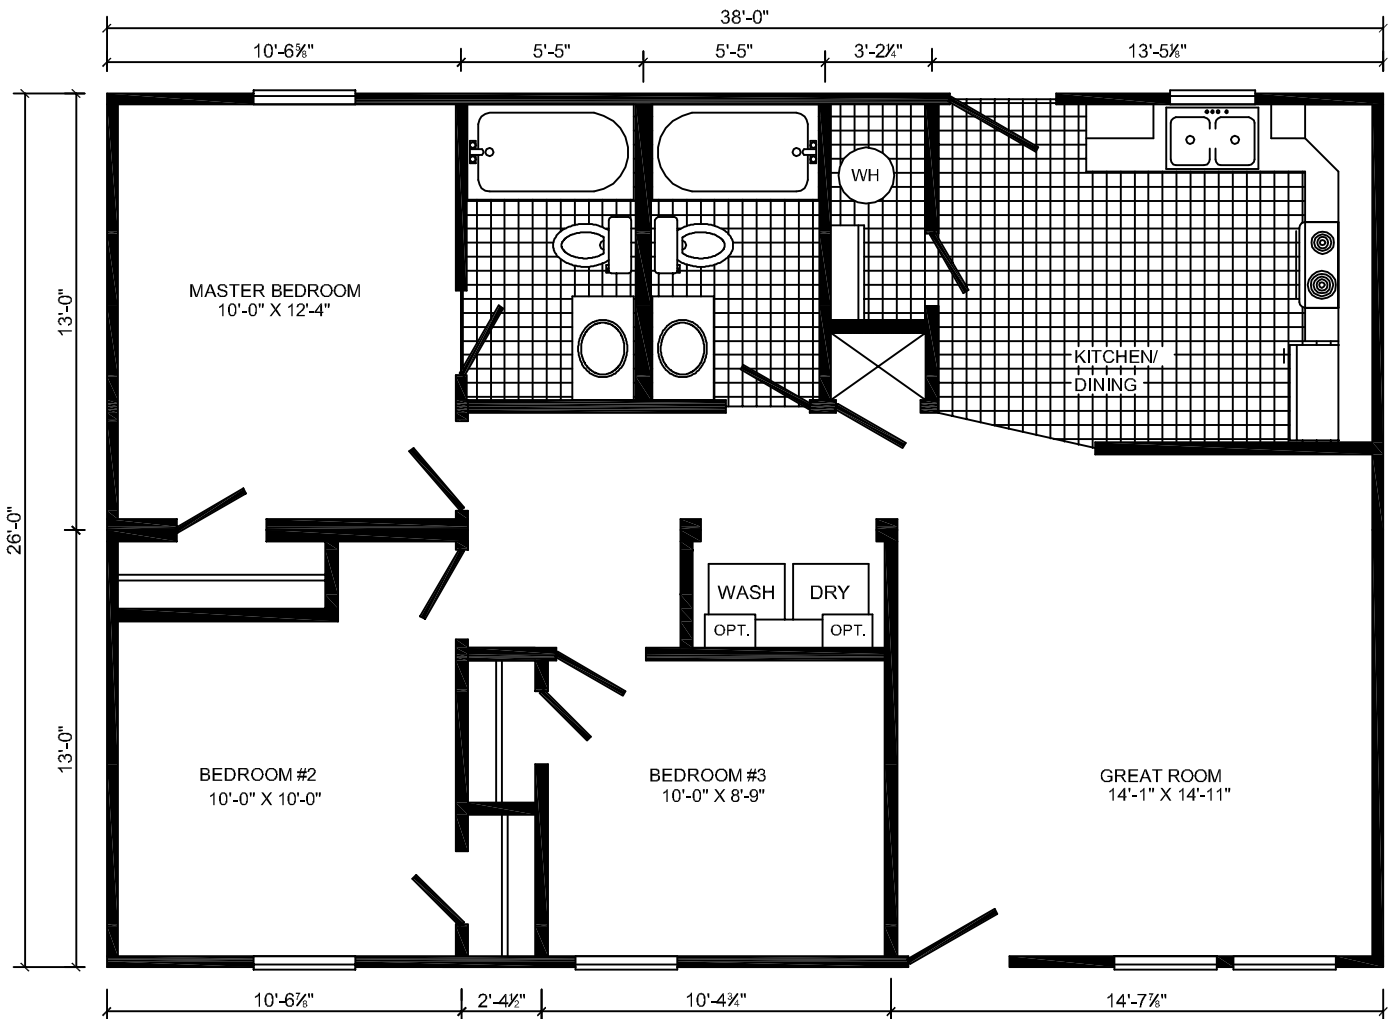 38'-0"
10'-6⅝"
5'-5"
5'-5"
3'-2¼"
13'-5⅛"
WH
MASTER BEDROOM
10'-0" X 12'-4"
13'-0"
KITCHEN/
DINING
26'-0"
WASH
DRY
OPT.
OPT.
13'-0"
BEDROOM #2
10'-0" X 10'-0"
BEDROOM #3
10'-0" X 8'-9"
GREAT ROOM
14'-1" X 14'-11"
10'-6⅞"
2'-4½"
10'-4¾"
14'-7⅞"